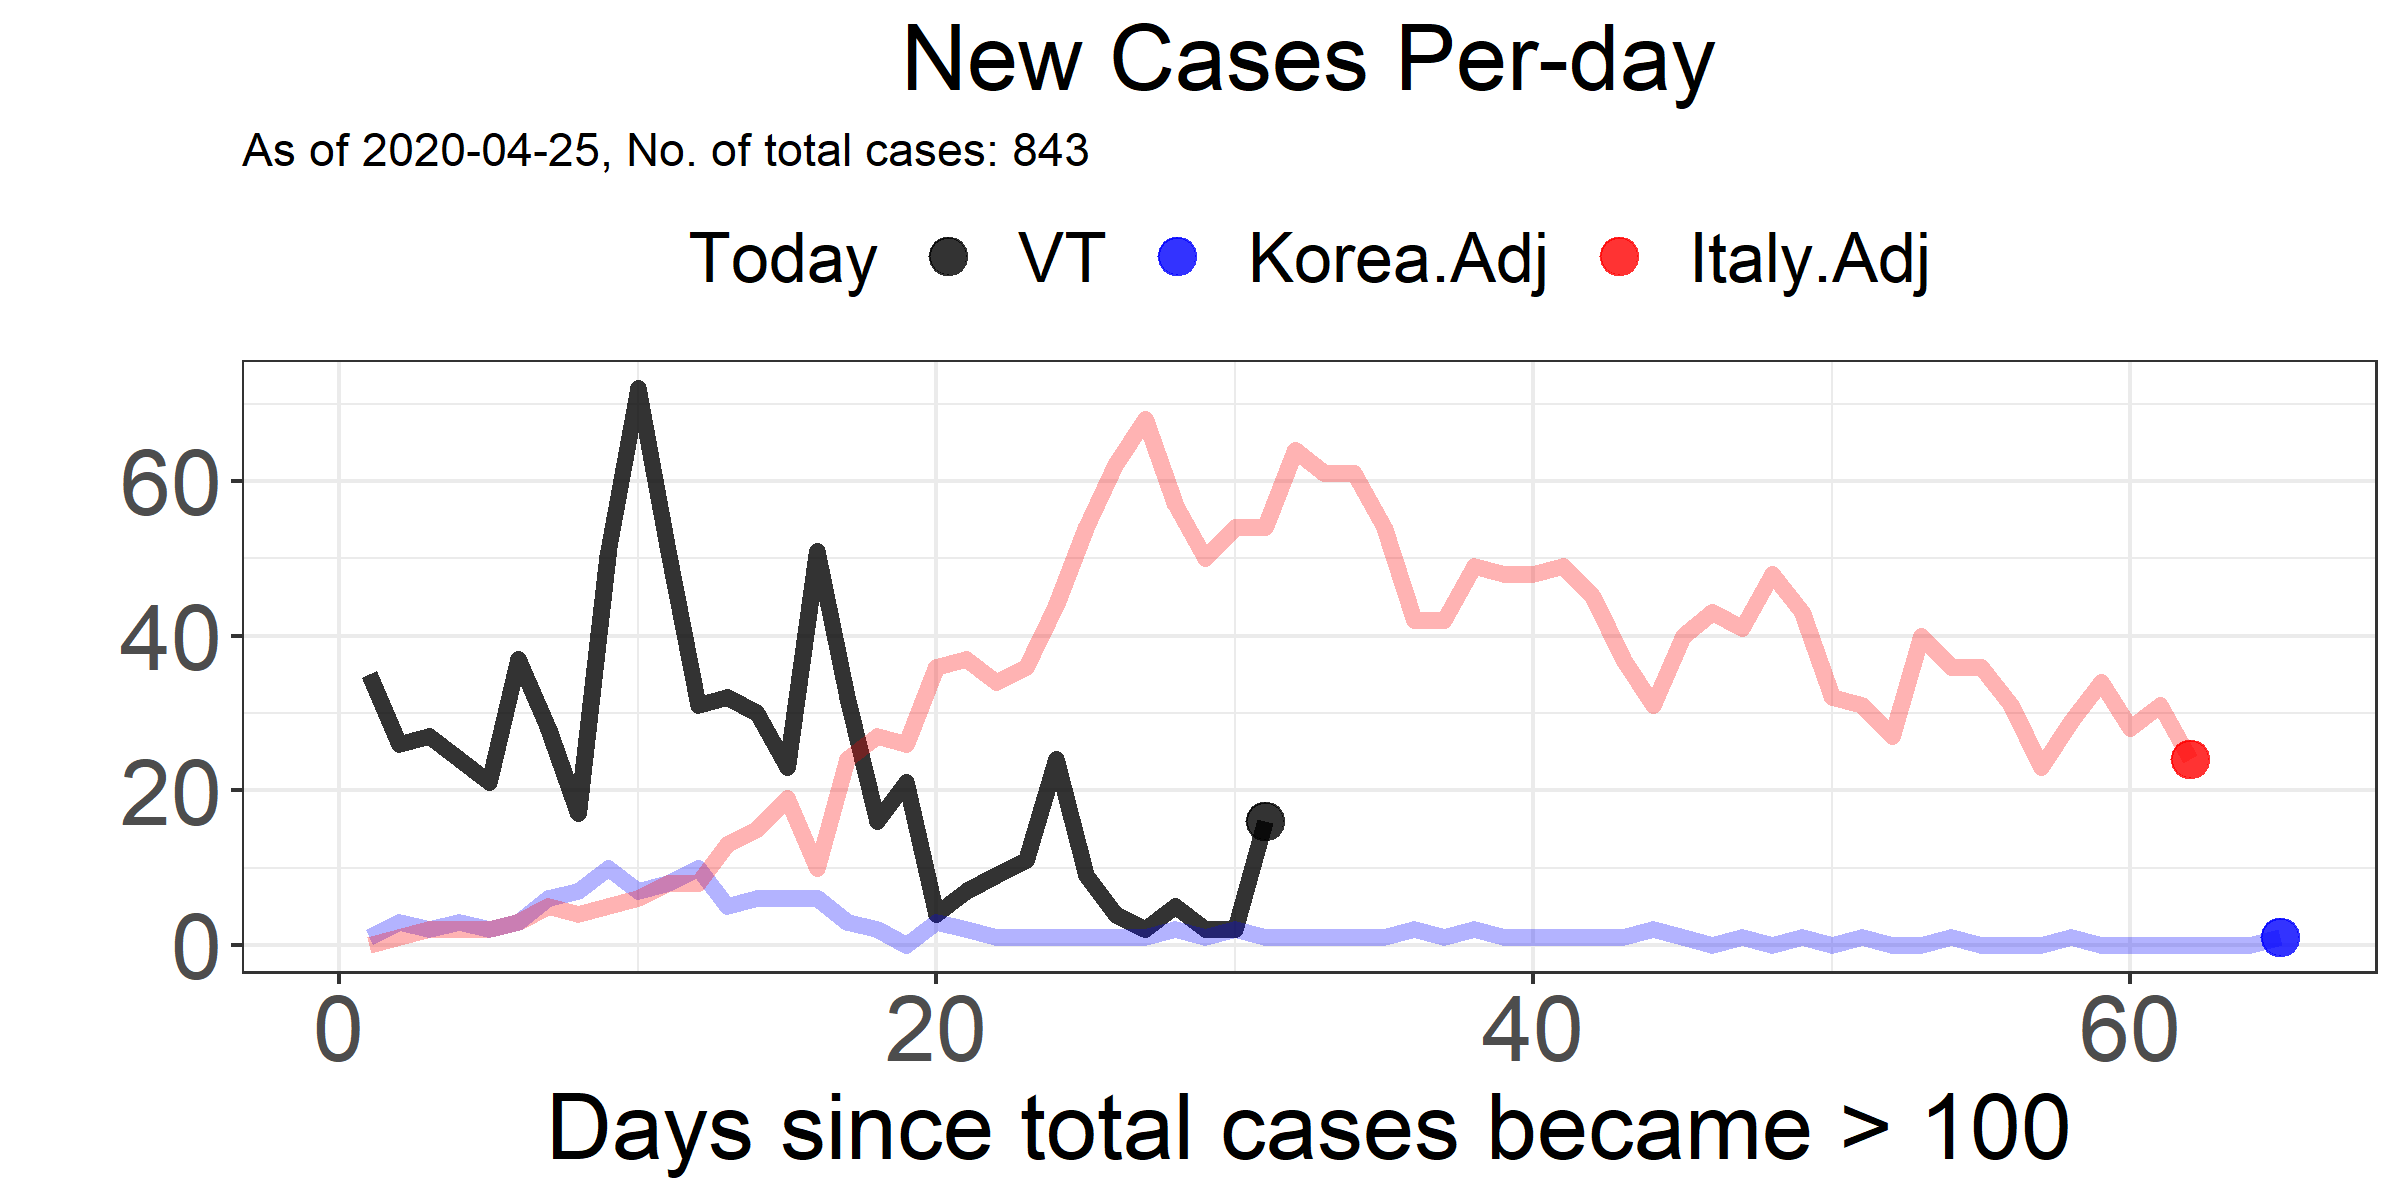 New Cases Per-day
As of 2020-04-25, No. of total cases: 843
Today VT Korea.Adj Italy.Adj
60
40
20
0
0 20 40 60
Days since total cases became > 100